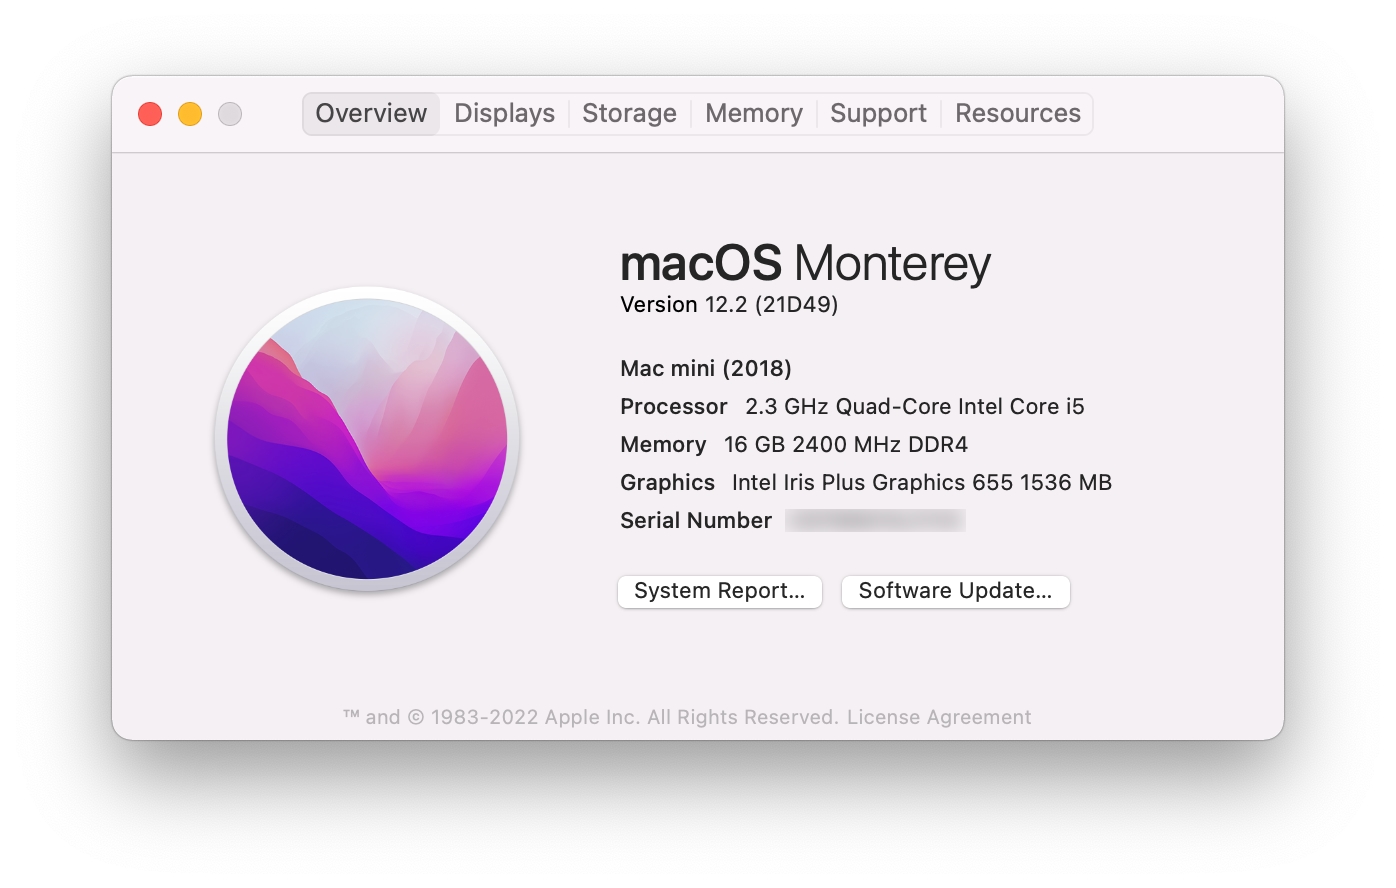 Overview Displays Storage Memory Support Resources
macOS Monterey
Version 12.2 (21D49)
Mac mini (2018)
Processor 2.3 GHz Quad-Core Intel Core i5
Memory 16 GB 2400 MHz DDR4
Graphics Intel Iris Plus Graphics 655 1536 MB
Serial Number
System Report... Software Update...
™ and © 1983-2022 Apple Inc. All Rights Reserved. License Agreement